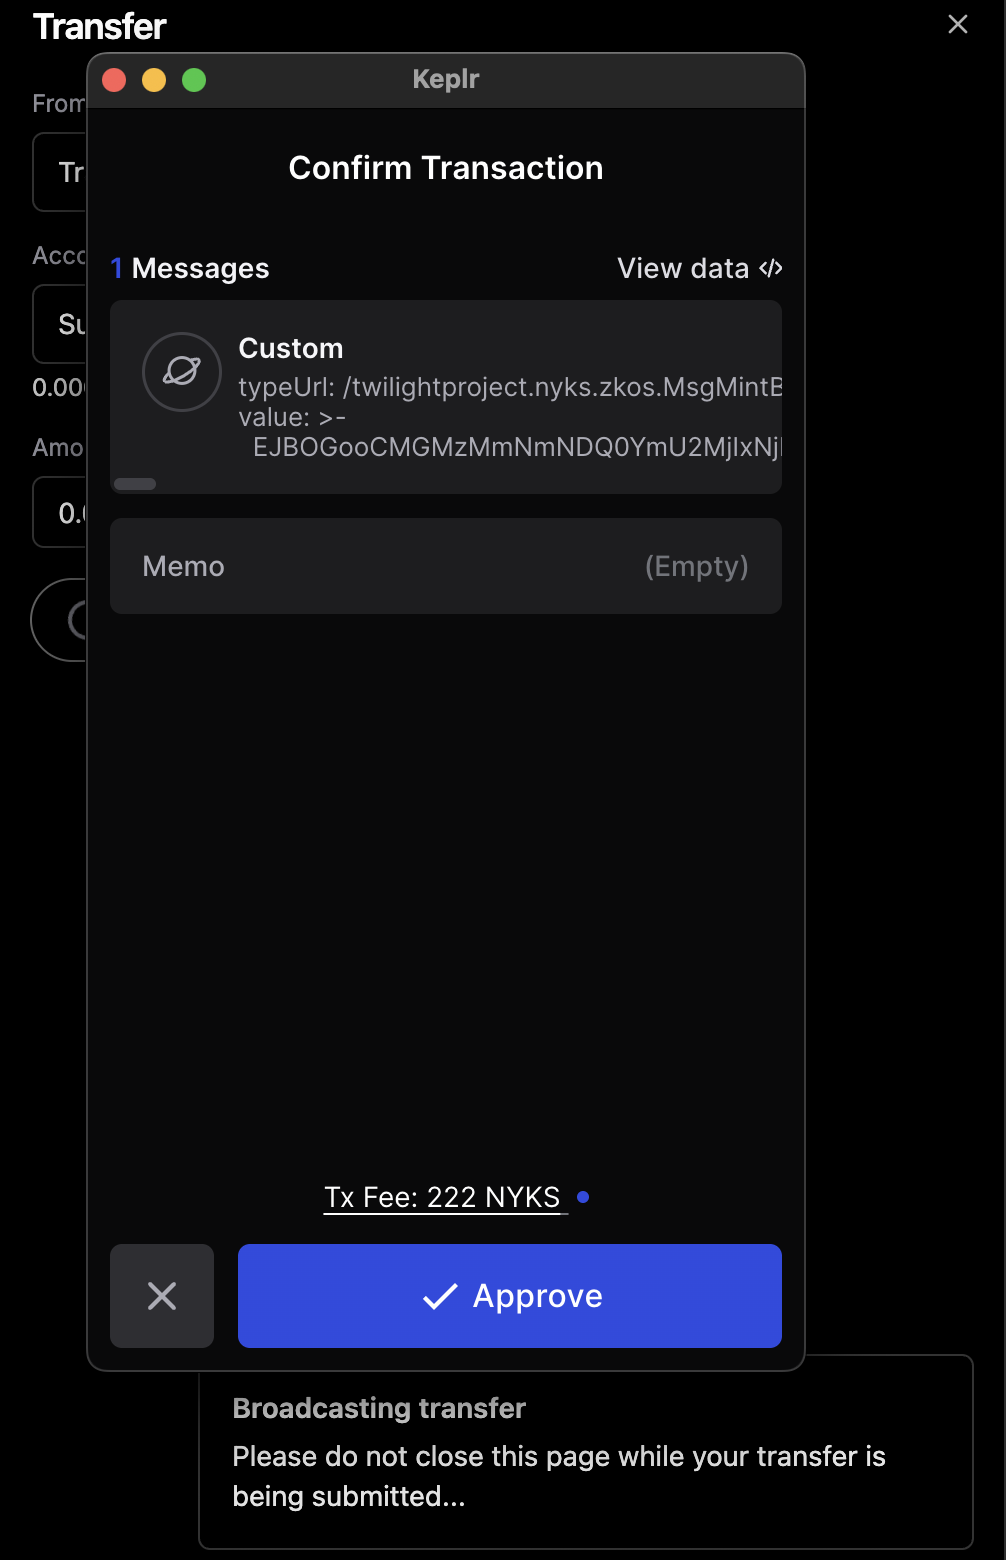 Transfer
Keplr
From
Confirm Transaction
Tr
Acco
1 Messages
View data </>
Su
Custom
typeUrl: /twilightproject.nyks.zkos.MsgMintB
0.00
value: >-
EJBOGooCMGMzMmNmNDQ0YmU2MjIxNj
Amo
0.
Memo
(Empty)
Tx Fee: 222 NYKS
Approve
Broadcasting transfer
Please do not close this page while your transfer is
being submitted...